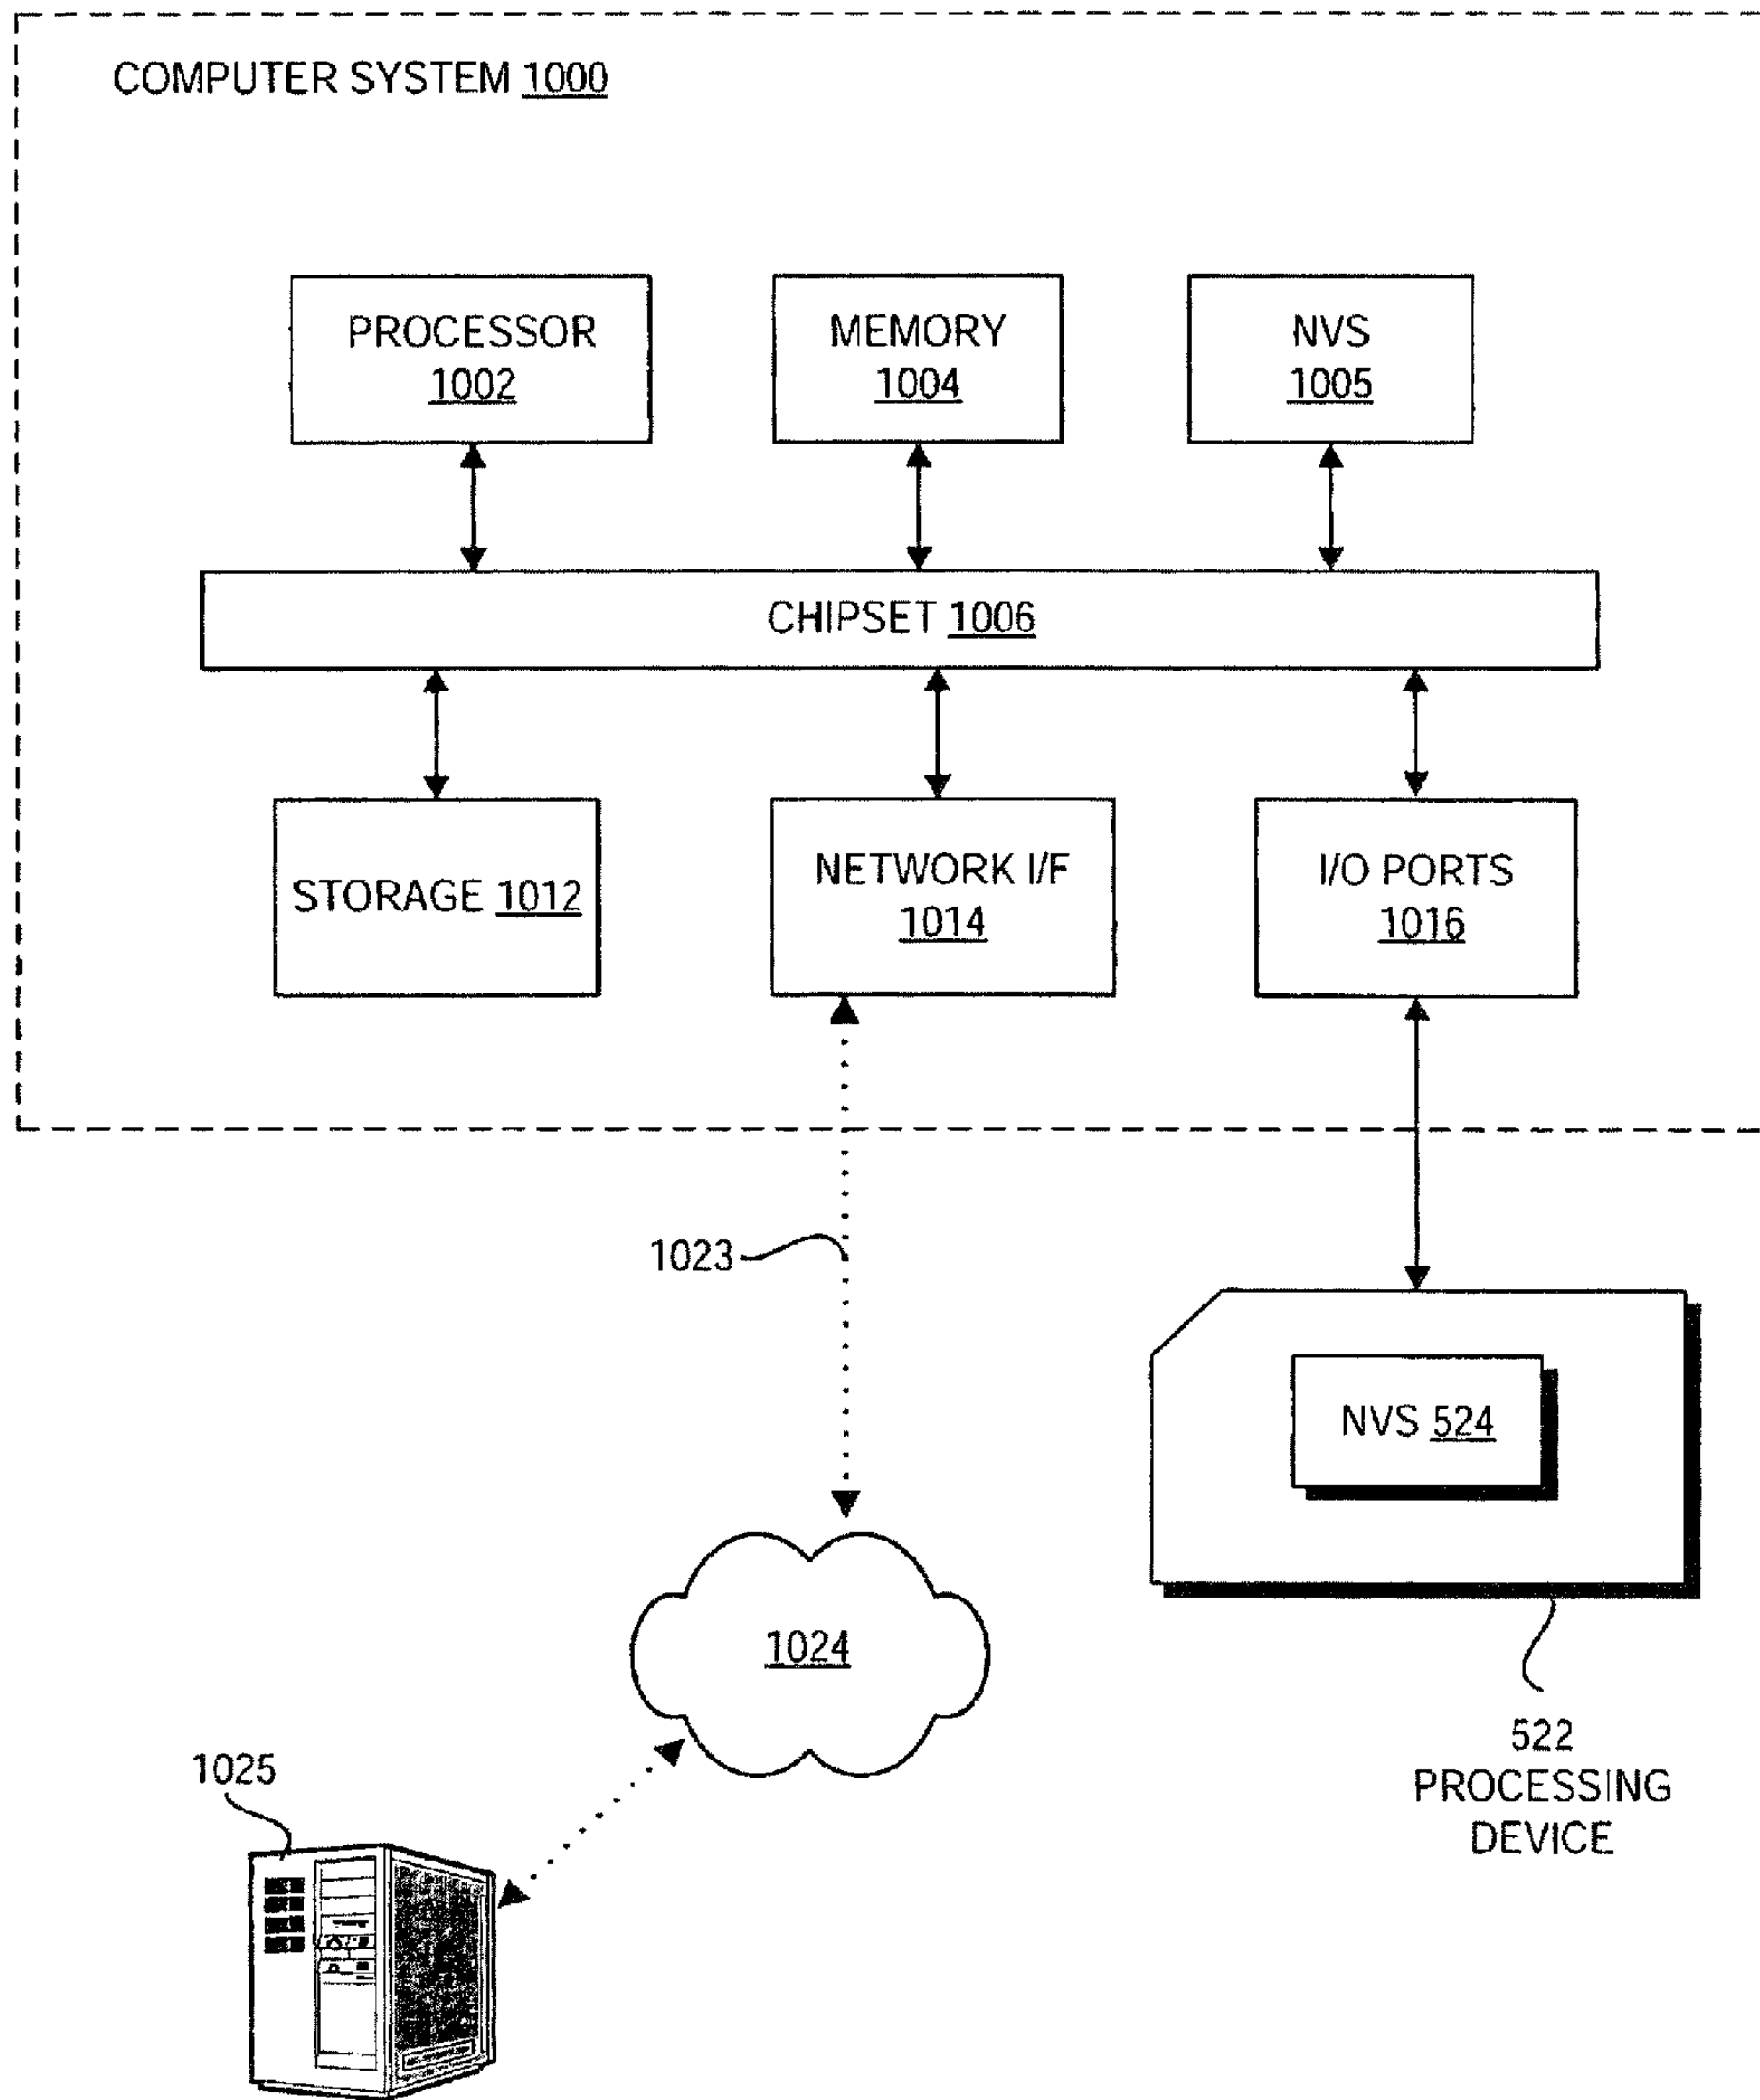 COMPUTER SYSTEM 1000
PROCESSOR
1002
MEMORY
1004
NVS
1005
CHIPSET 1006
STORAGE 1012
NETWORK I/F
1014
I/O PORTS
1016
1023
NVS 524
1024
522
PROCESSING
DEVICE
1025